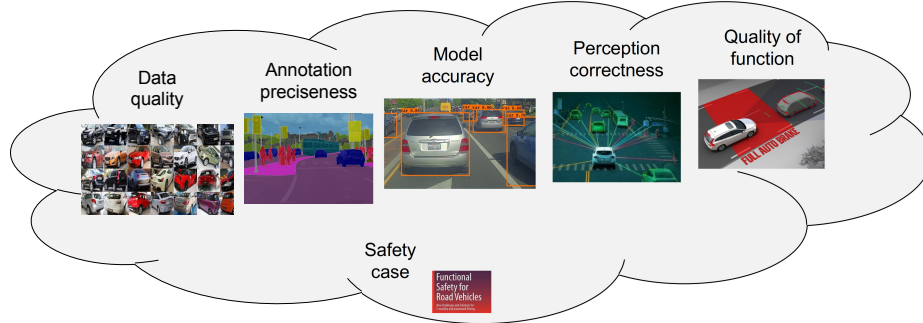 Data
quality
Annotation
preciseness
Model
accuracy
Perception
correctness
Quality of
function
FULL AUTO BRAKE
Safety
case
Functional
Safety for
Road Vehicles